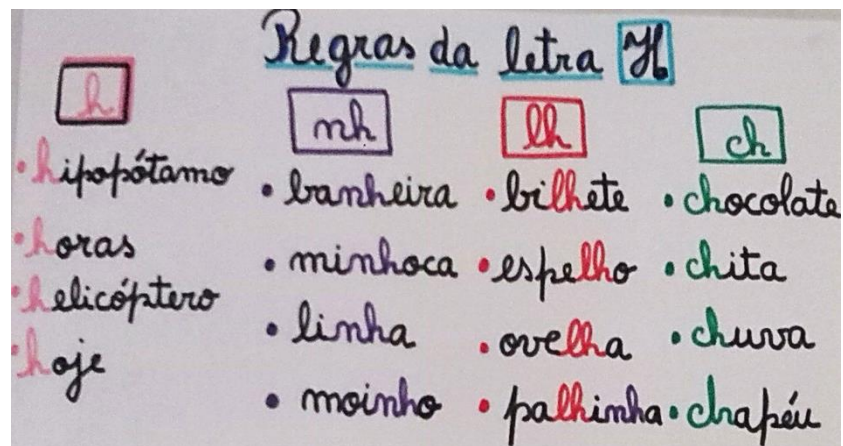 Regras da letra H
h
hipopótamo
horas
helicóptero
hoje
nh
banheira
minhoca
linha
moinho
lh
bilhete
espelho
ovelha
palhinha
ch
chocolate
chita
chuva
chapéu